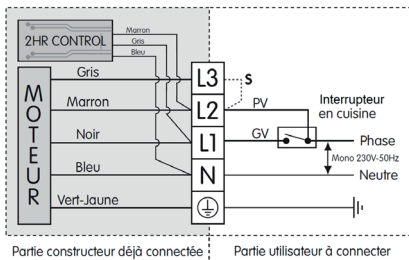 2HR CONTROL
Marron
Gris
Bleu
MOTEUR
Gris
Marron
Noir
Bleu
Vert-Jaune
L3
L2
L1
N
S
PV
GV
Interrupteur
en cuisine
Phase
Mono 230V-50Hz
Neutre
Partie constructeur déjà connectée
Partie utilisateur à connecter